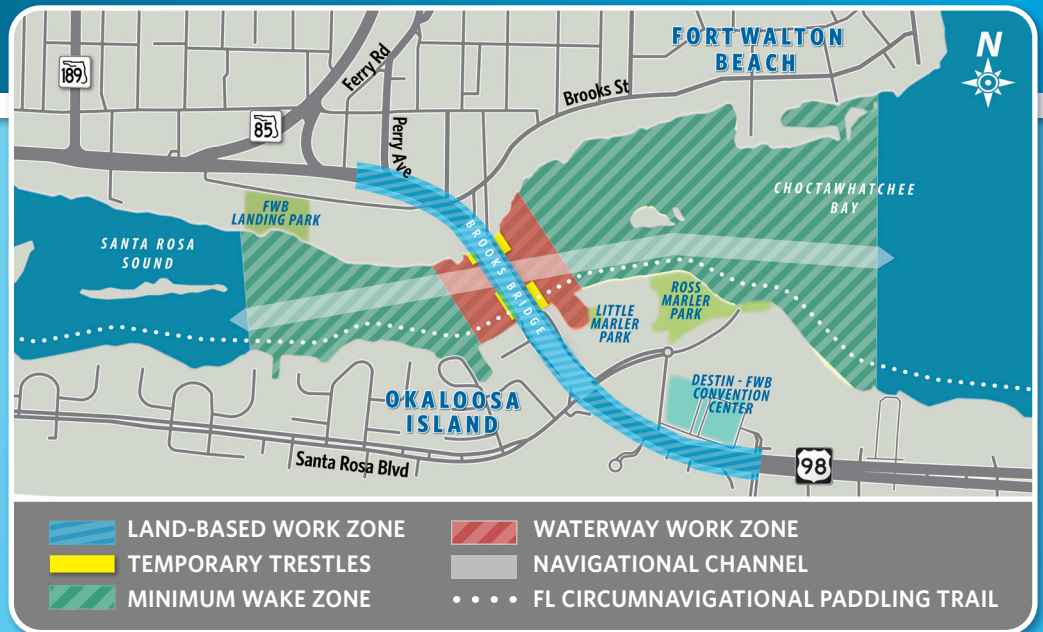 FORT WALTON
BEACH
N
189
Ferry Rd
85
Brooks St
Perry Ave
CHOCTAWHATCHEE
BAY
FWB
LANDING PARK
SANTA ROSA
SOUND
BROOKS BRIDGE
ROSS
MARLER
PARK
LITTLE
MARLER
PARK
DESTIN - FWB
CONVENTION
CENTER
OKALOOSA
ISLAND
Santa Rosa Blvd
98
LAND-BASED WORK ZONE
TEMPORARY TRESTLES
MINIMUM WAKE ZONE
WATERWAY WORK ZONE
NAVIGATIONAL CHANNEL
FL CIRCUMNAVIGATIONAL PADDLING TRAIL